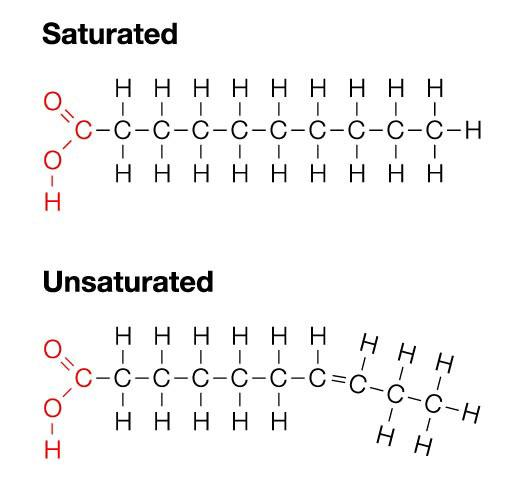 Saturated
H H H H H H H H H
O
C–C–C–C–C–C–C–C–C–C–H
O
H H H H H H H H H
H
Unsaturated
H H H H H H
H H H
O
C–C–C–C–C–C–C=C–C–C–H
O
H H H H H
H H
H